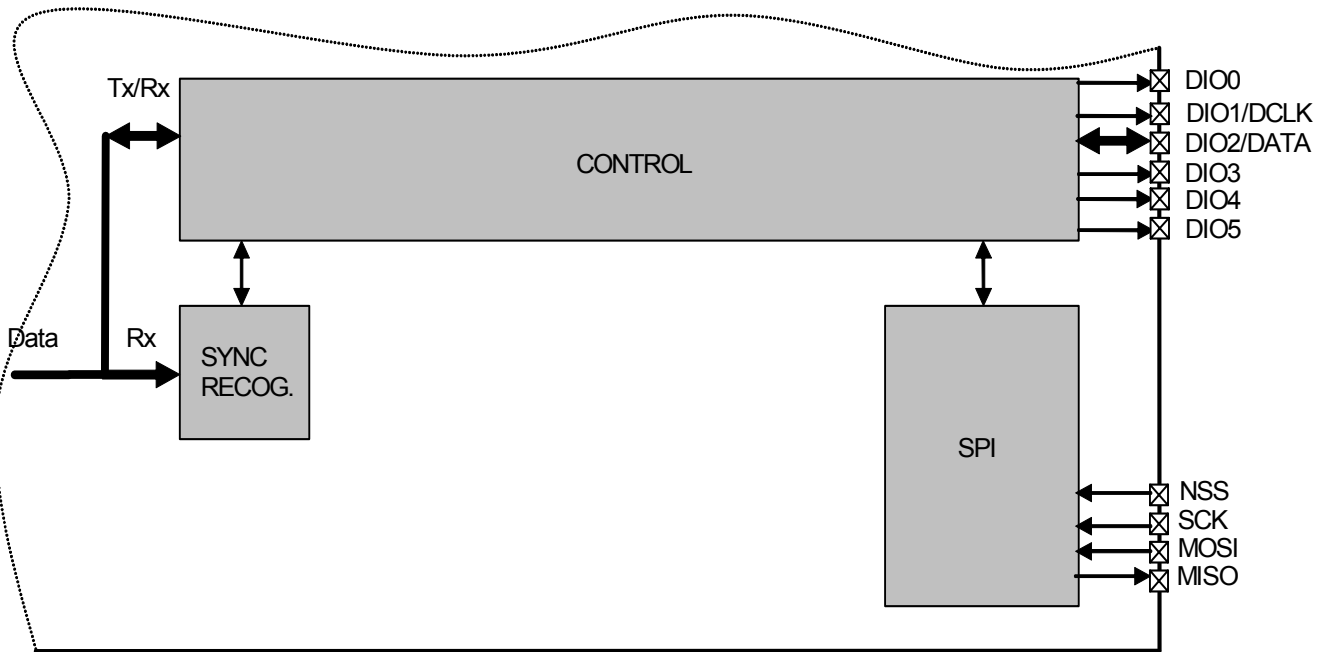 Tx/Rx
CONTROL
DIO0
DIO1/DCLK
DIO2/DATA
DIO3
DIO4
DIO5
Data
Rx
SYNC
RECOG.
SPI
NSS
SCK
MOSI
MISO